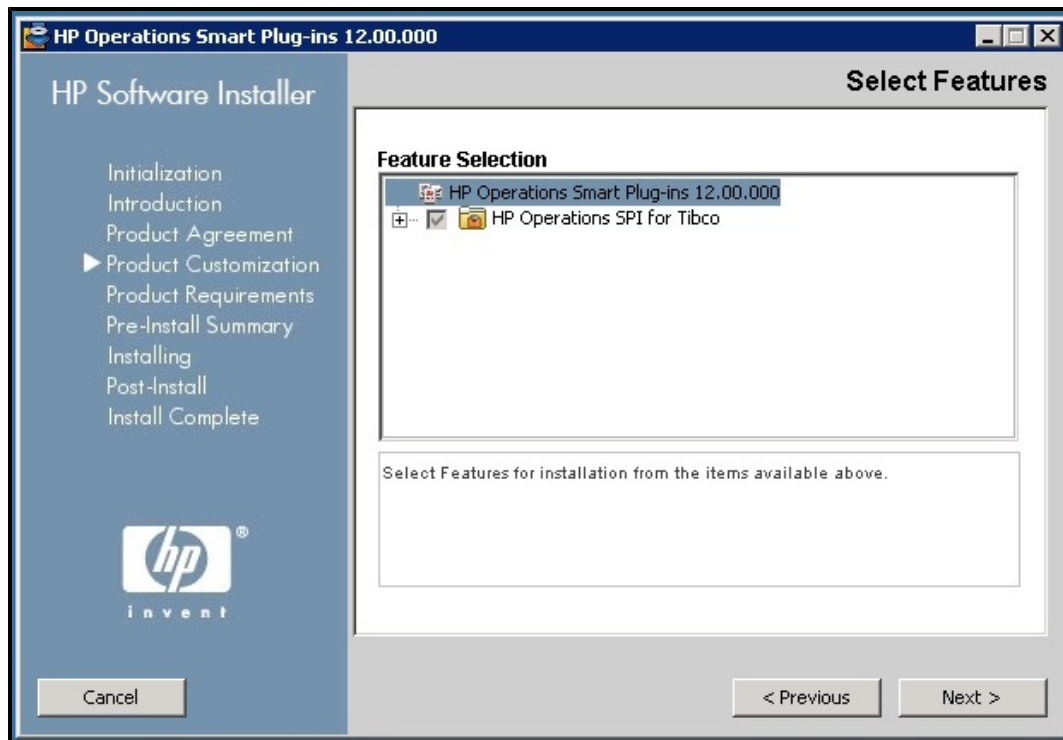 HP Operations Smart Plug-ins 12.00.000
HP Software Installer
Select Features
Initialization
Introduction
Product Agreement
Product Customization
Product Requirements
Pre-Install Summary
Installing
Post-Install
Install Complete
Feature Selection
HP Operations Smart Plug-ins 12.00.000
HP Operations SPI for Tibco
Select Features for installation from the items available above.
hp ®
invent
Cancel
< Previous
Next >